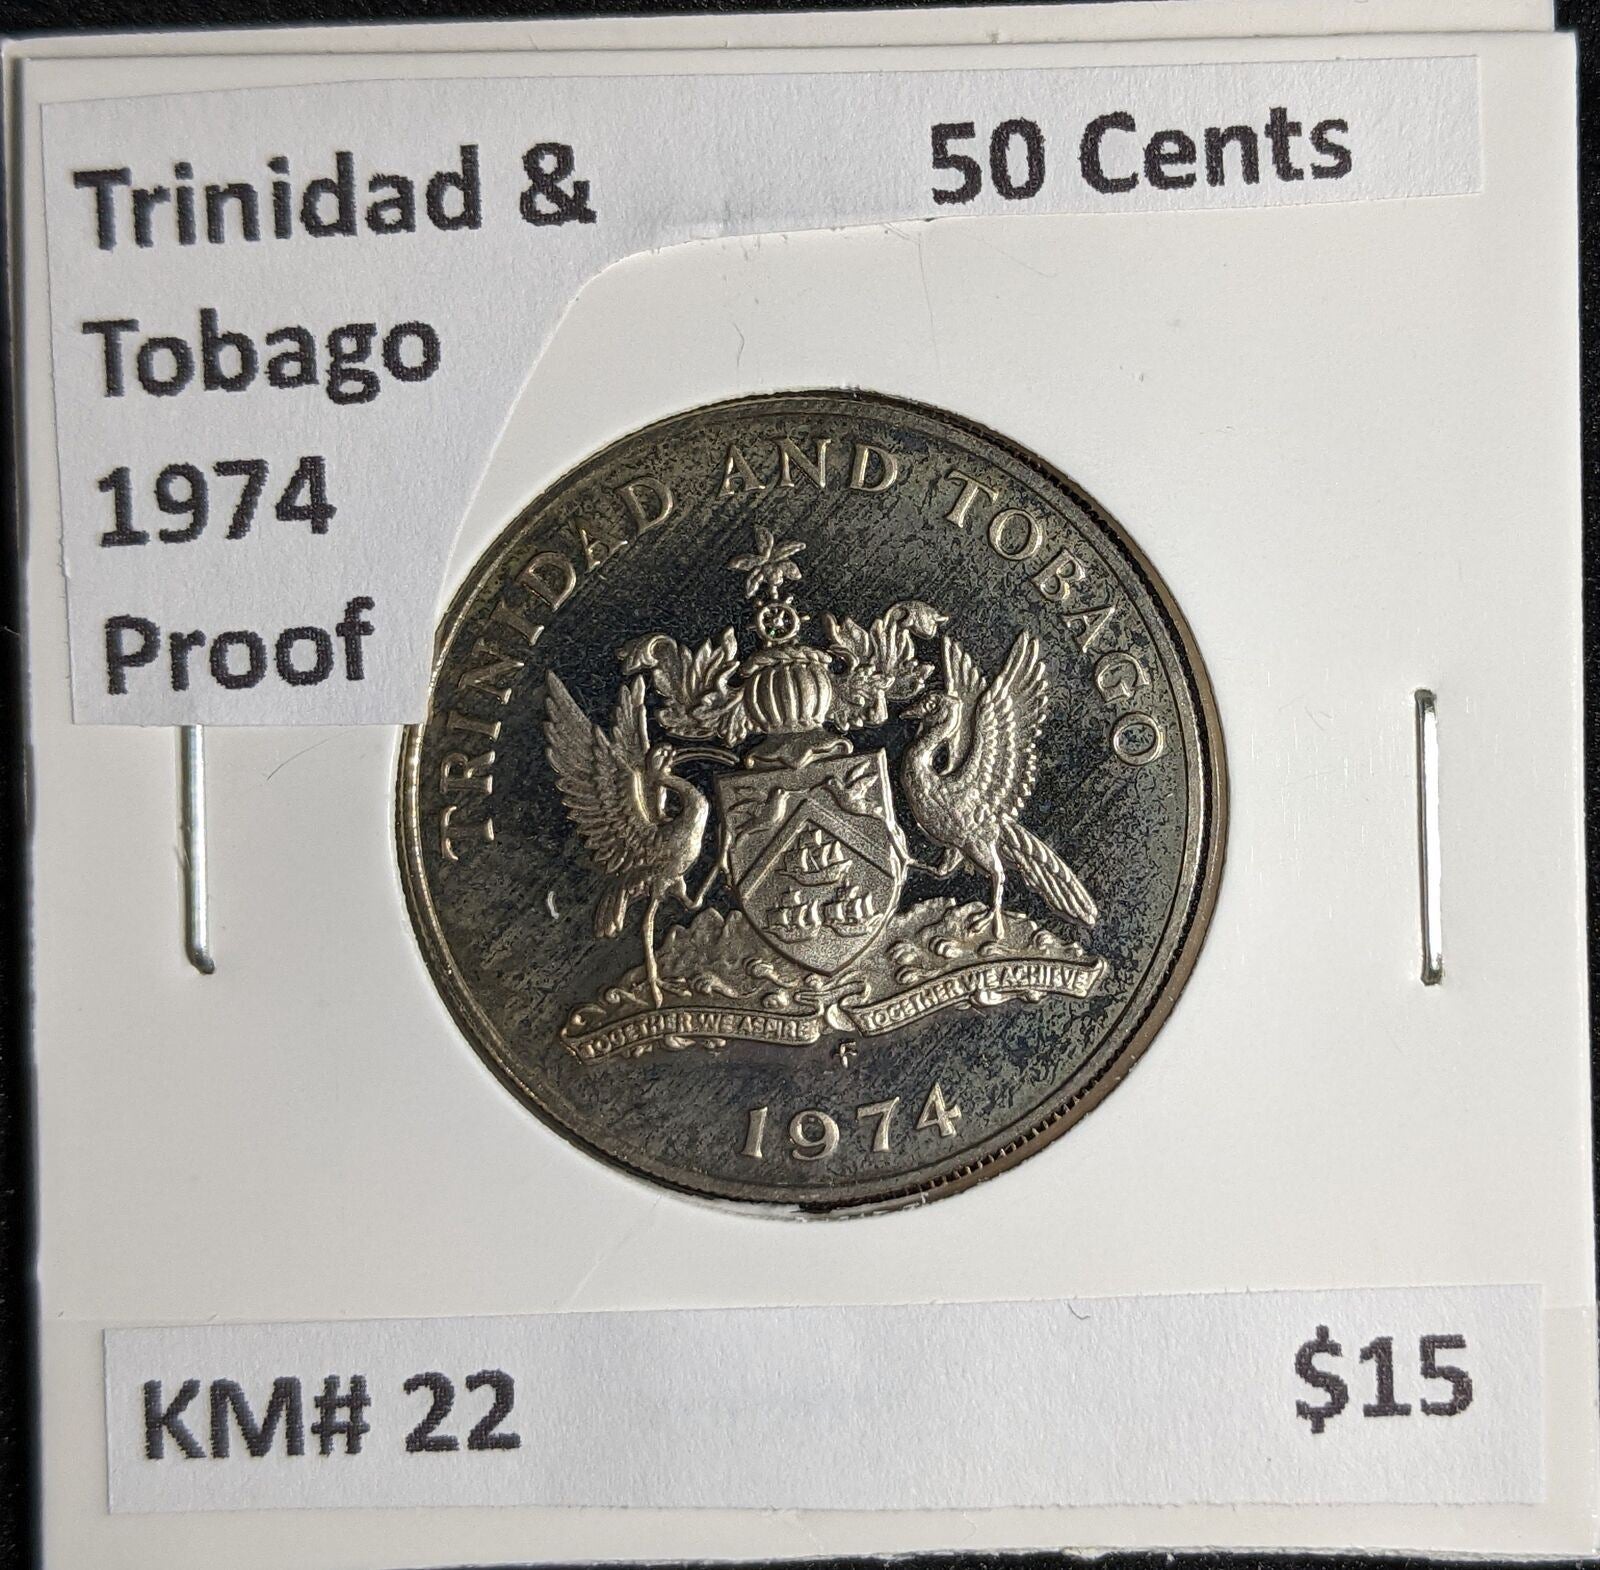 Trinidad & 50 Cents
Tobago
1974
Proof
TRINIDAD AND TOBAGO
TOGETHER WE ASPIRE TOGETHER WE ACHIEVE
F
1974
KM# 22 $15